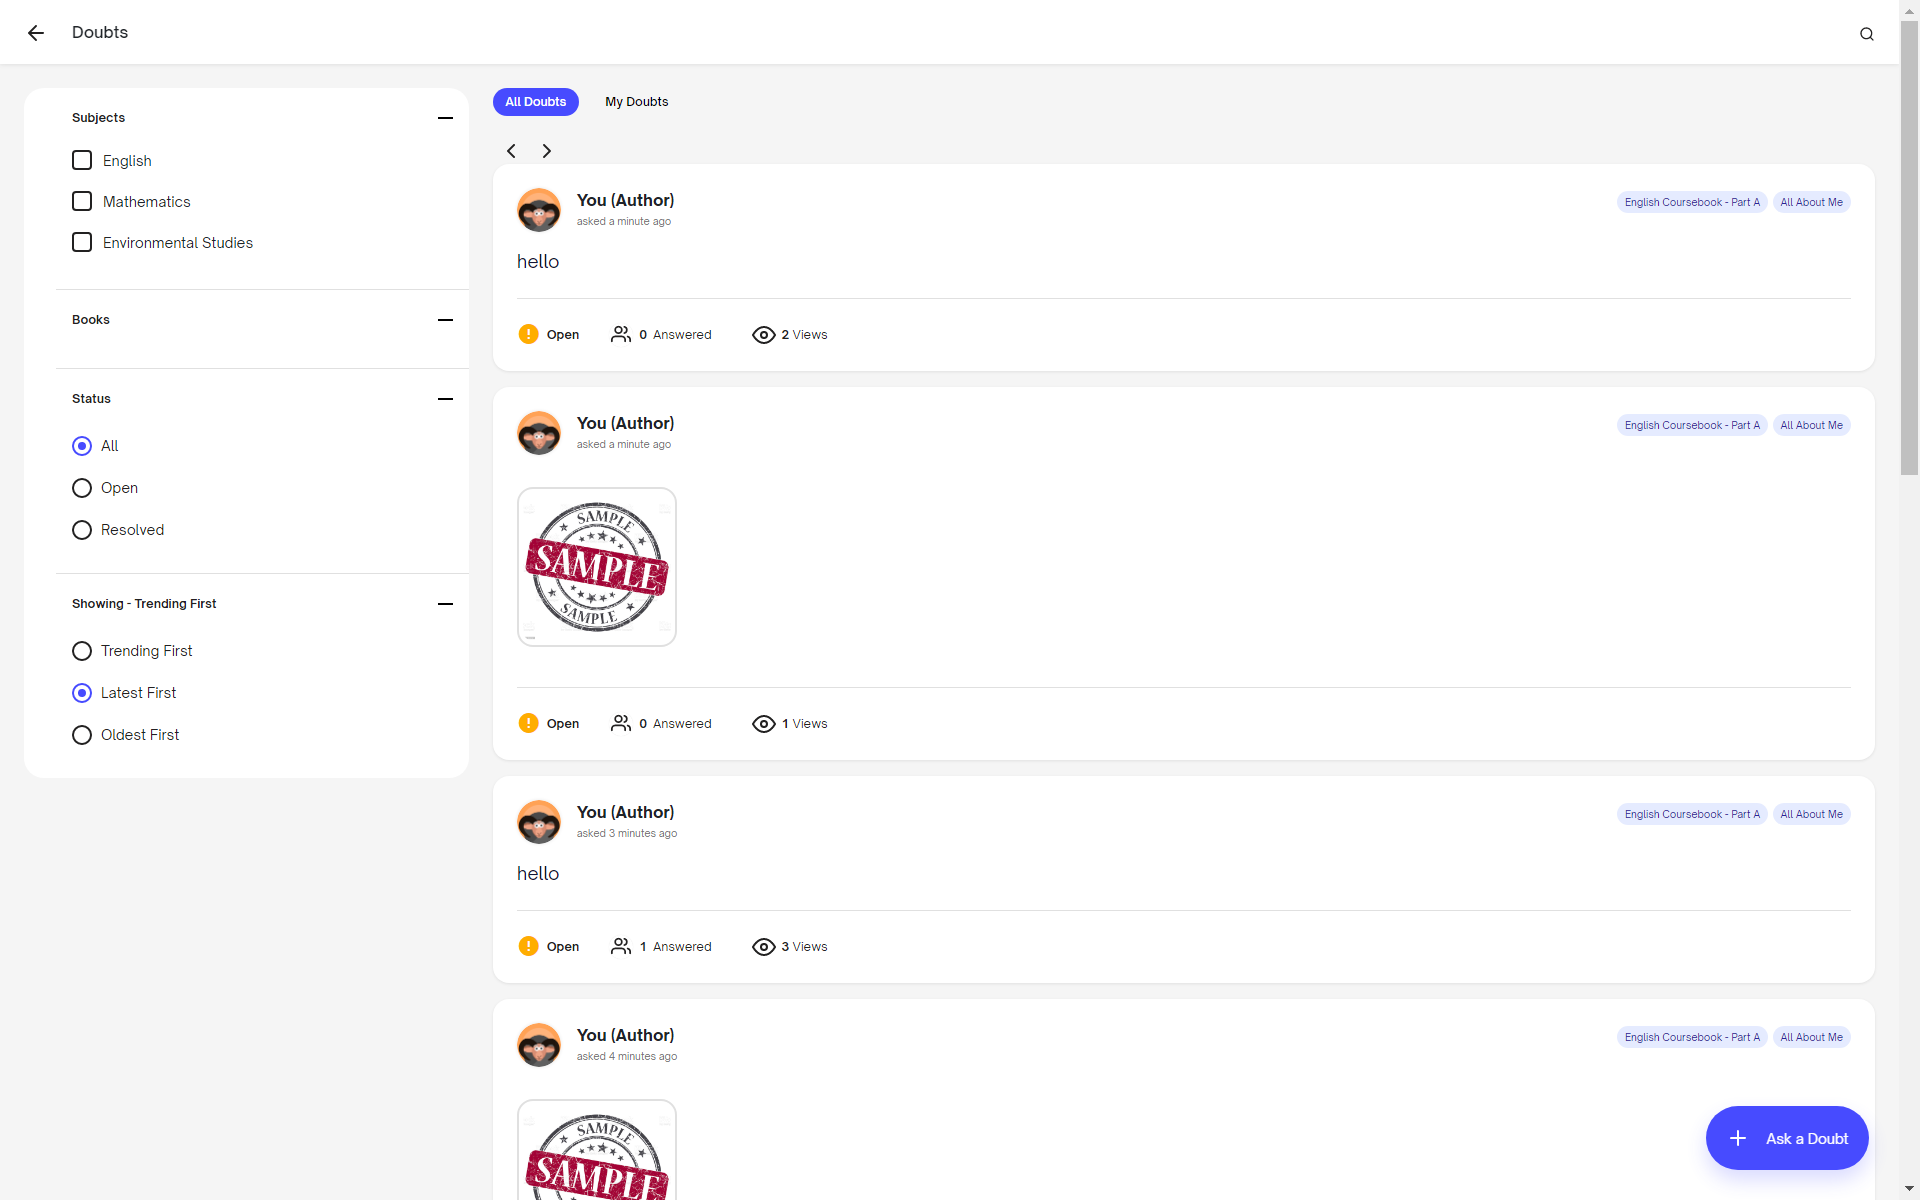 Doubts
Subjects
English
Mathematics
Environmental Studies
Books
Status
All
Open
Resolved
Showing - Trending First
Trending First
Latest First
Oldest First
All Doubts
My Doubts
You (Author)
asked a minute ago
English Coursebook - Part A
All About Me
hello
Open
0 Answered
2 Views
You (Author)
asked a minute ago
English Coursebook - Part A
All About Me
SAMPLE
SAMPLE
SAMPLE
Open
0 Answered
1 Views
You (Author)
asked 3 minutes ago
English Coursebook - Part A
All About Me
hello
Open
1 Answered
3 Views
You (Author)
asked 4 minutes ago
English Coursebook - Part A
All About Me
SAMPLE
SAMPLE
Ask a Doubt